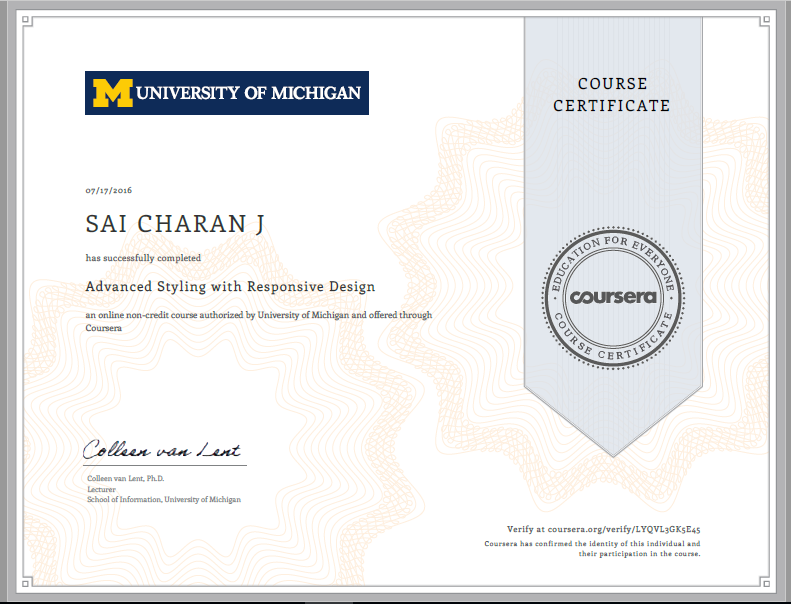 M UNIVERSITY OF MICHIGAN
COURSE
CERTIFICATE
07/17/2016
SAI CHARAN J
has successfully completed
Advanced Styling with Responsive Design
an online non-credit course authorized by University of Michigan and offered through
Coursera
EDUCATION FOR EVERYONE
coursera
COURSE CERTIFICATE
Colleen van Lent
Colleen van Lent, Ph.D.
Lecturer
School of Information, University of Michigan
Verify at coursera.org/verify/LYQVL3GK5E45
Coursera has confirmed the identity of this individual and
their participation in the course.